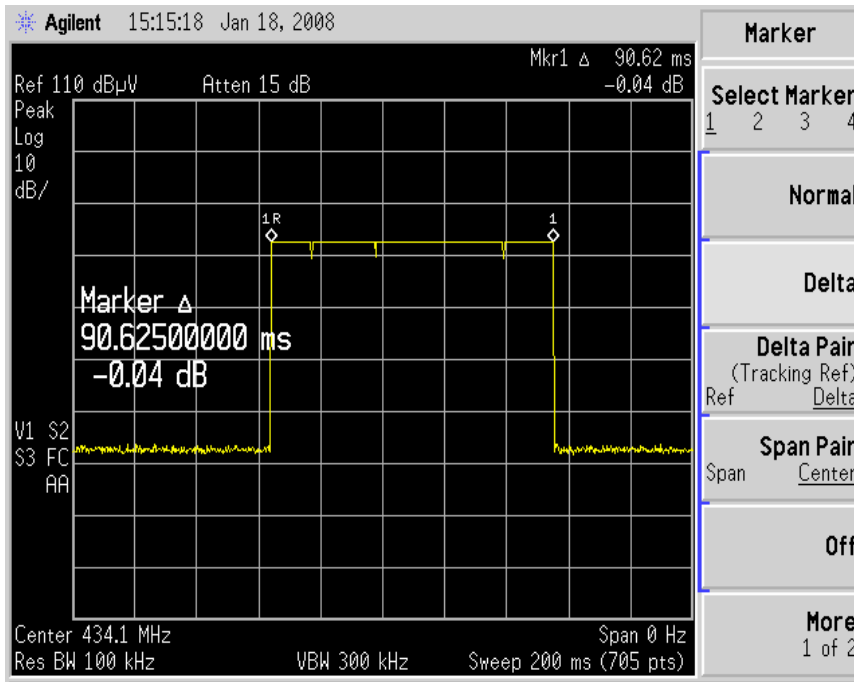 Agilent 15:15:18 Jan 18, 2008
Mkr1 Δ 90.62 ms
Ref 110 dBµV Atten 15 dB -0.04 dB
Peak
Log
10
dB/
1R 1
Marker Δ
90.62500000 ms
-0.04 dB
V1 S2
S3 FC
AA
Center 434.1 MHz Span 0 Hz
Res BW 100 kHz VBW 300 kHz Sweep 200 ms (705 pts)
Marker
Select Marker
1 2 3 4
Normal
Delta
Delta Pair
(Tracking Ref)
Ref Delta
Span Pair
Span Center
Off
More
1 of 2